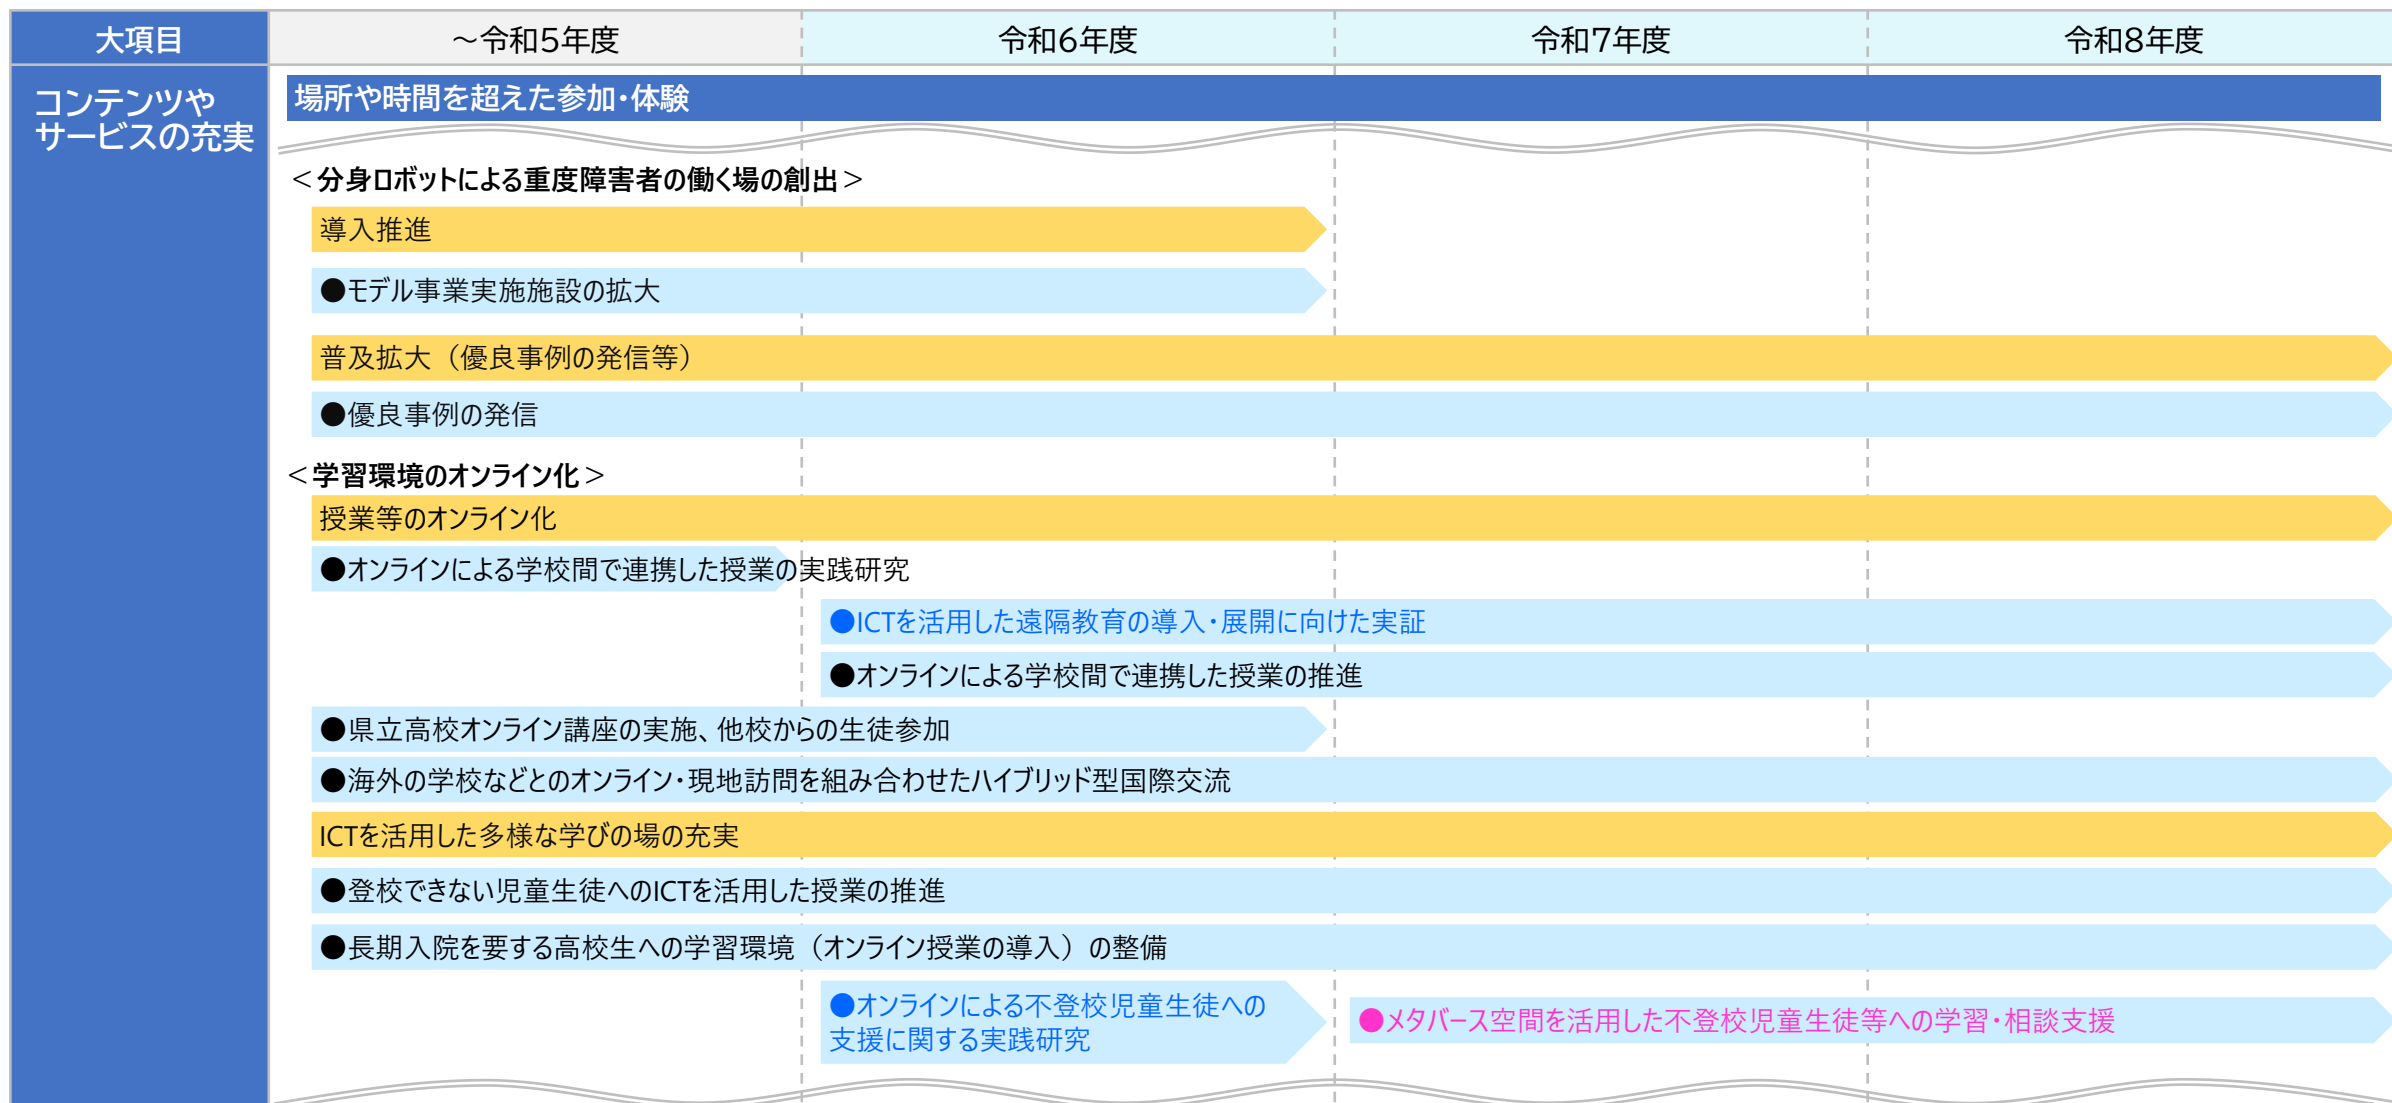 大項目
～令和5年度
令和6年度
令和7年度
令和8年度
コンテンツや
サービスの充実
場所や時間を超えた参加・体験
＜分身ロボットによる重度障害者の働く場の創出＞
導入推進
●モデル事業実施施設の拡大
普及拡大（優良事例の発信等）
●優良事例の発信
＜学習環境のオンライン化＞
授業等のオンライン化
●オンラインによる学校間で連携した授業の実践研究
●ICTを活用した遠隔教育の導入・展開に向けた実証
●オンラインによる学校間で連携した授業の推進
●県立高校オンライン講座の実施、他校からの生徒参加
●海外の学校などとのオンライン・現地訪問を組み合わせたハイブリッド型国際交流
ICTを活用した多様な学びの場の充実
●登校できない児童生徒へのICTを活用した授業の推進
●長期入院を要する高校生への学習環境（オンライン授業の導入）の整備
●オンラインによる不登校児童生徒への
支援に関する実践研究
●メタバース空間を活用した不登校児童生徒等への学習・相談支援